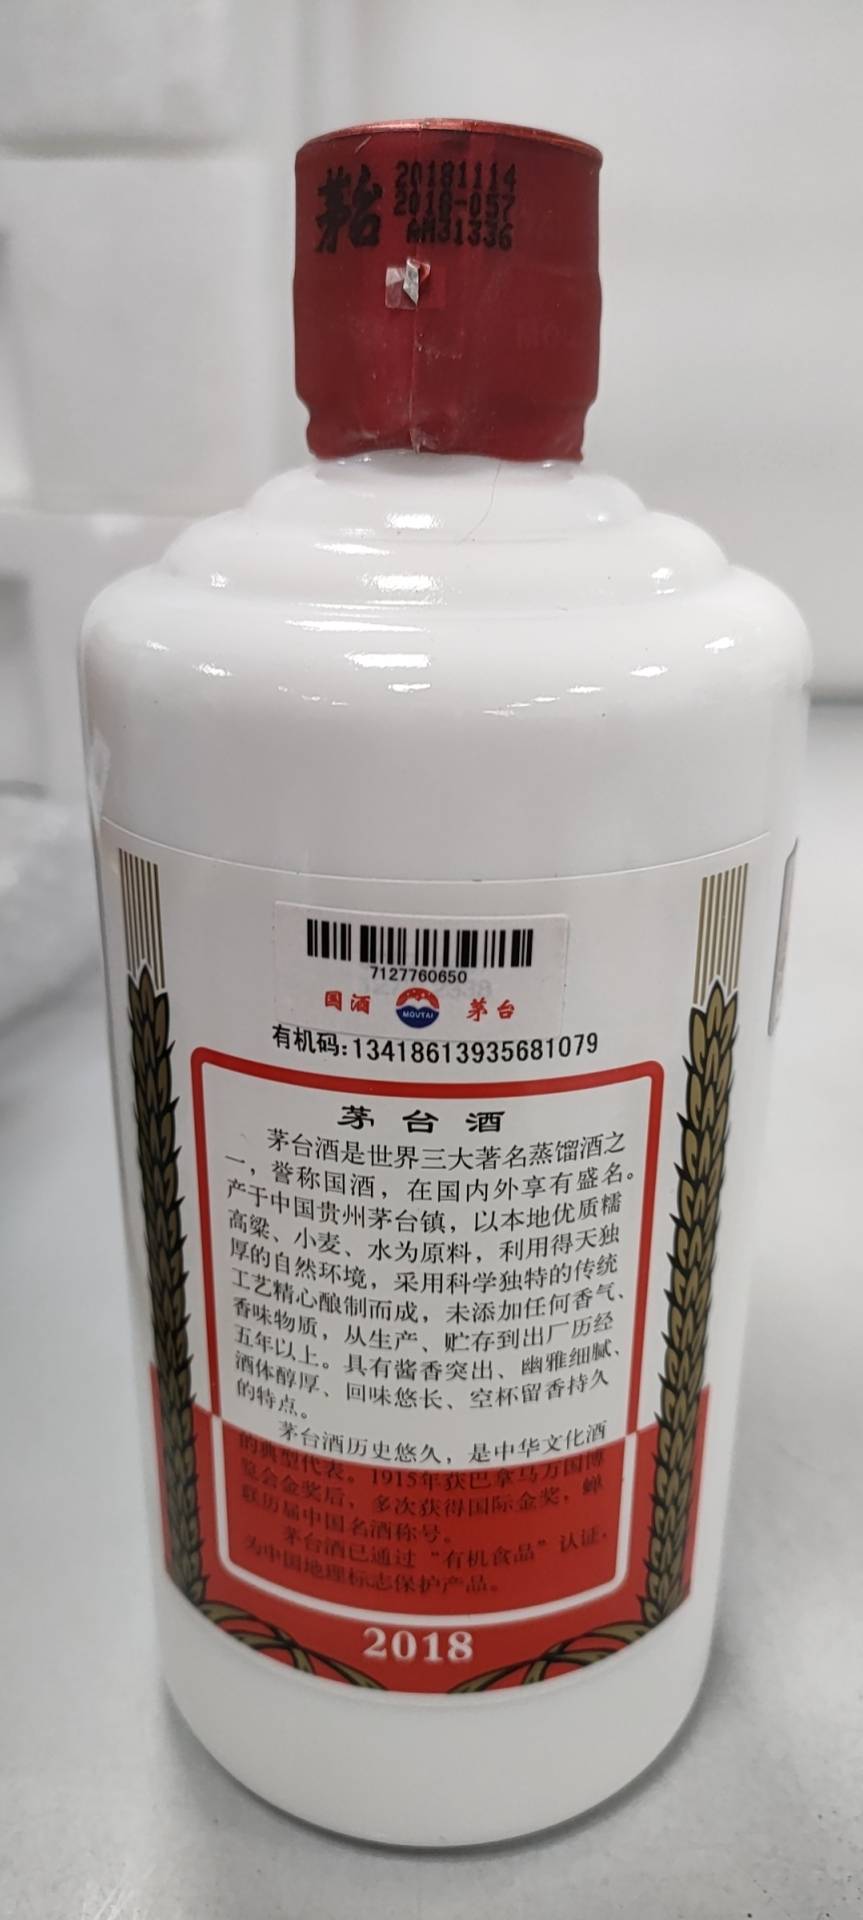 茅台
20181114
2018-057
AM31336
7127760650
国酒 MOUTAI 茅台
有机码:13418613935681079
茅台酒
茅台酒是世界三大著名蒸馏酒之
一，誉称国酒，在国内外享有盛名。
产于中国贵州茅台镇，以本地优质糯
高粱、小麦、水为原料，利用得天独
厚的自然环境，采用科学独特的传统
工艺精心酿制而成，未添加任何香气、
香味物质，从生产、贮存到出厂历经
五年以上。具有酱香突出、幽雅细腻、
酒体醇厚、回味悠长、空杯留香持久
的特点。
茅台酒历史悠久，是中华文化酒
的典型代表。1915年获巴拿马万国博
览会金奖后，多次获得国际金奖，蝉
联历届中国名酒称号。
茅台酒已通过“有机食品”认证，
为中国地理标志保护产品。
2018